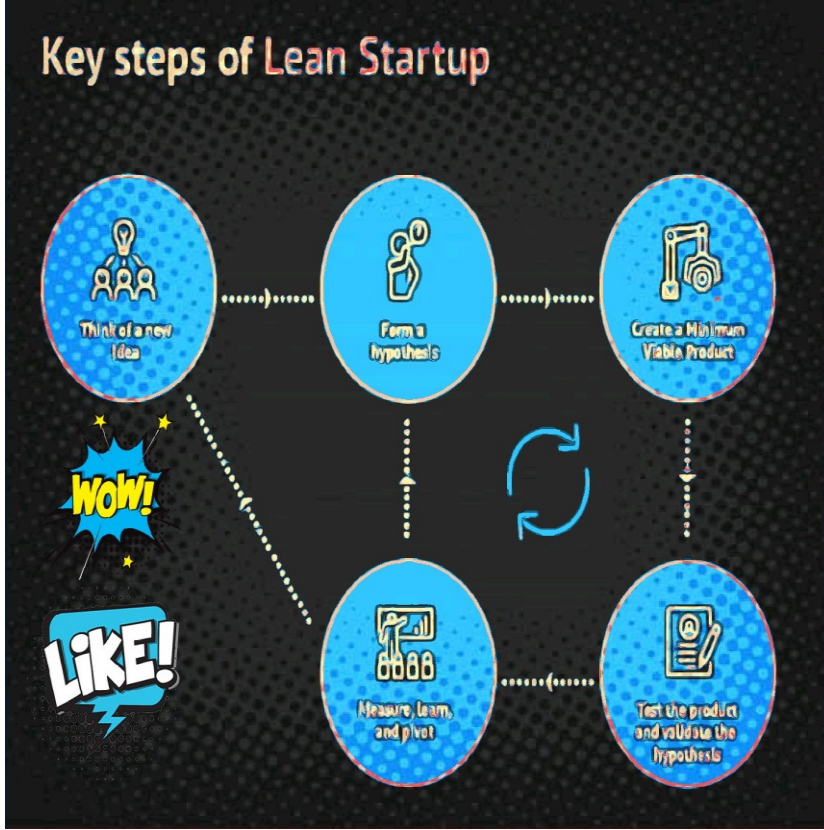 Key steps of Lean Startup
Think of a new
Idea
Form a
hypothesis
Create a Minimum
Viable Product
WOW!
LiKE!
Measure, learn,
and pivot
Test the product
and validate the
hypothesis